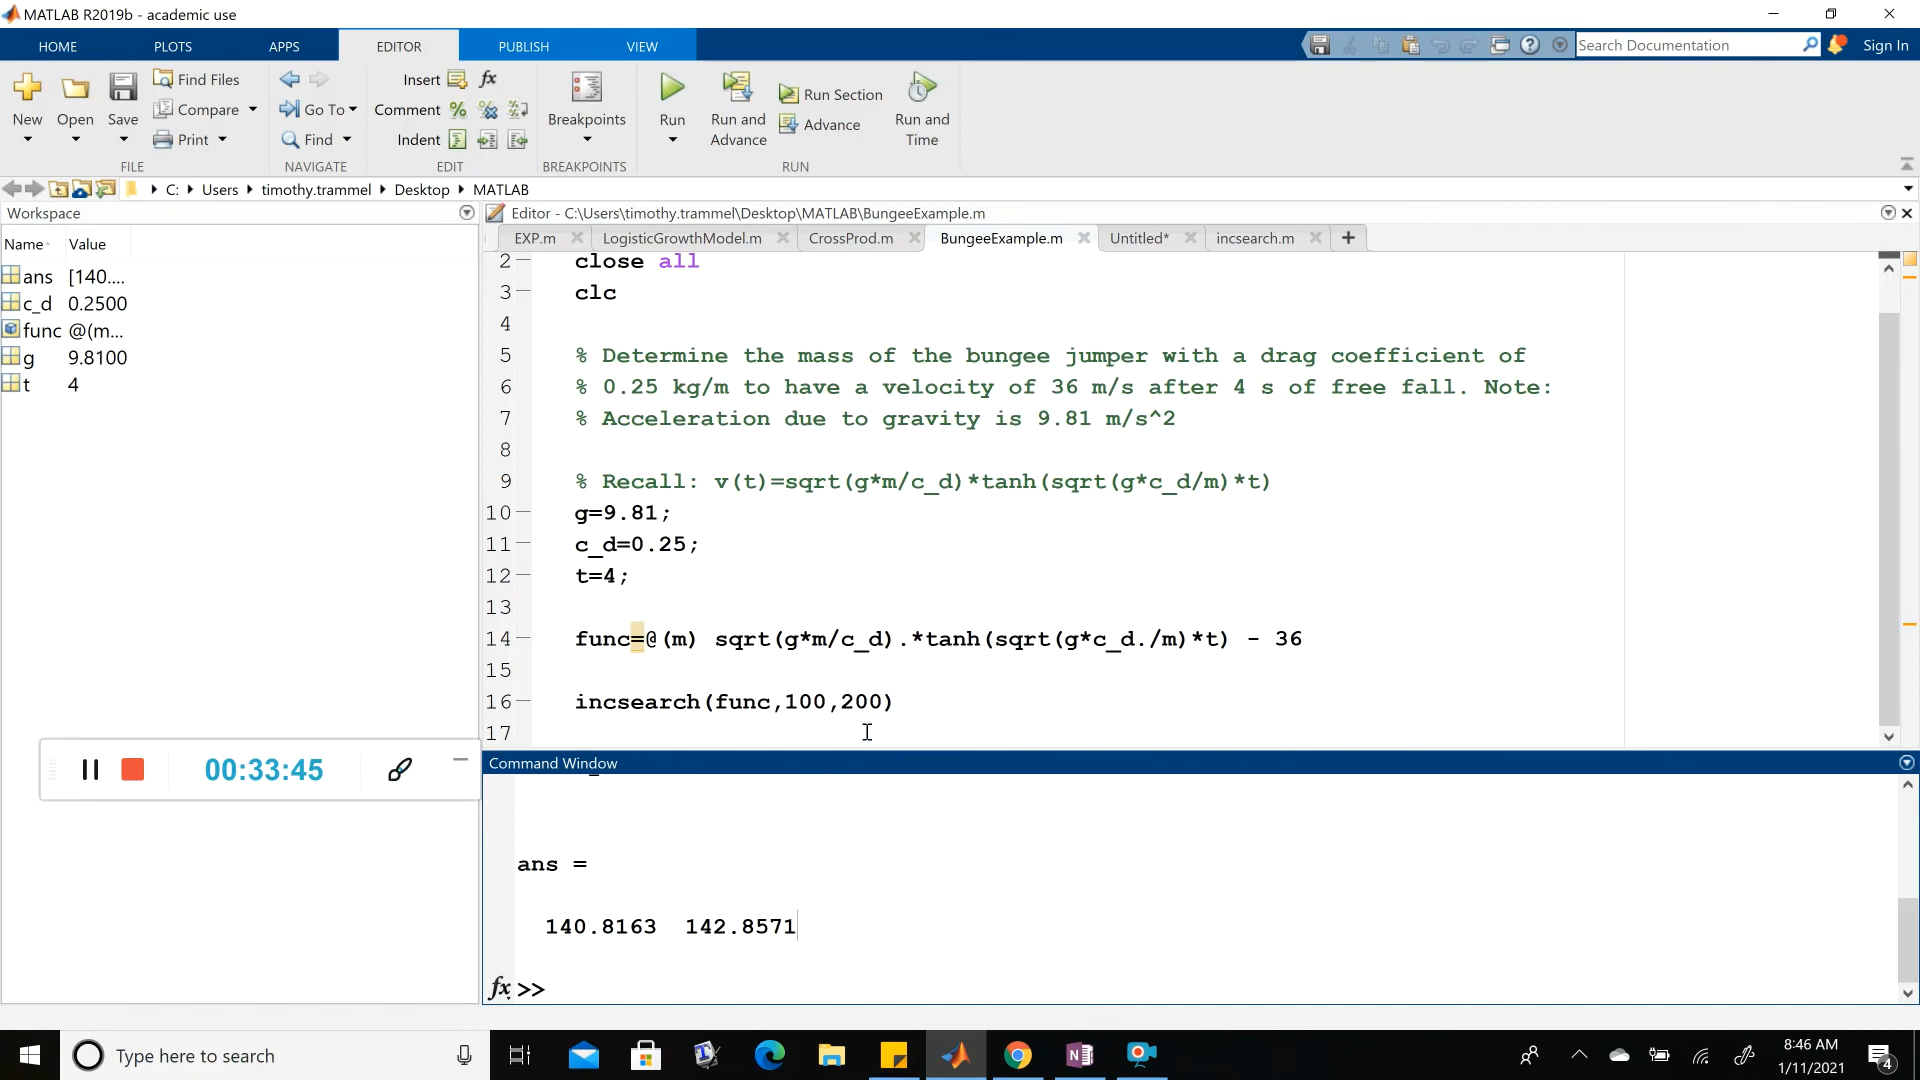 MATLAB R2019b - academic use
HOME PLOTS APPS EDITOR PUBLISH VIEW Search Documentation Sign In
New Open Save Find Files Compare Print Go To Find Insert fx Comment Indent Breakpoints Run Run and Advance Run Section Advance Run and Time
FILE NAVIGATE EDIT BREAKPOINTS RUN
C: Users timothy.trammel Desktop MATLAB
Workspace
Name Value
ans [140....
c_d 0.2500
func @(m...
g 9.8100
t 4
Editor - C:\Users\timothy.trammel\Desktop\MATLAB\BungeeExample.m
EXP.m LogisticGrowthModel.m CrossProd.m BungeeExample.m Untitled* incsearch.m
2 close all
3 clc
4
5 % Determine the mass of the bungee jumper with a drag coefficient of
6 % 0.25 kg/m to have a velocity of 36 m/s after 4 s of free fall. Note:
7 % Acceleration due to gravity is 9.81 m/s^2
8
9 % Recall: v(t)=sqrt(g*m/c_d)*tanh(sqrt(g*c_d/m)*t)
10 g=9.81;
11 c_d=0.25;
12 t=4;
13
14 func=@(m) sqrt(g*m/c_d).*tanh(sqrt(g*c_d./m)*t) - 36
15
16 incsearch(func,100,200)
17
00:33:45
Command Window
ans =
140.8163 142.8571
fx >>
Type here to search
8:46 AM
1/11/2021
4